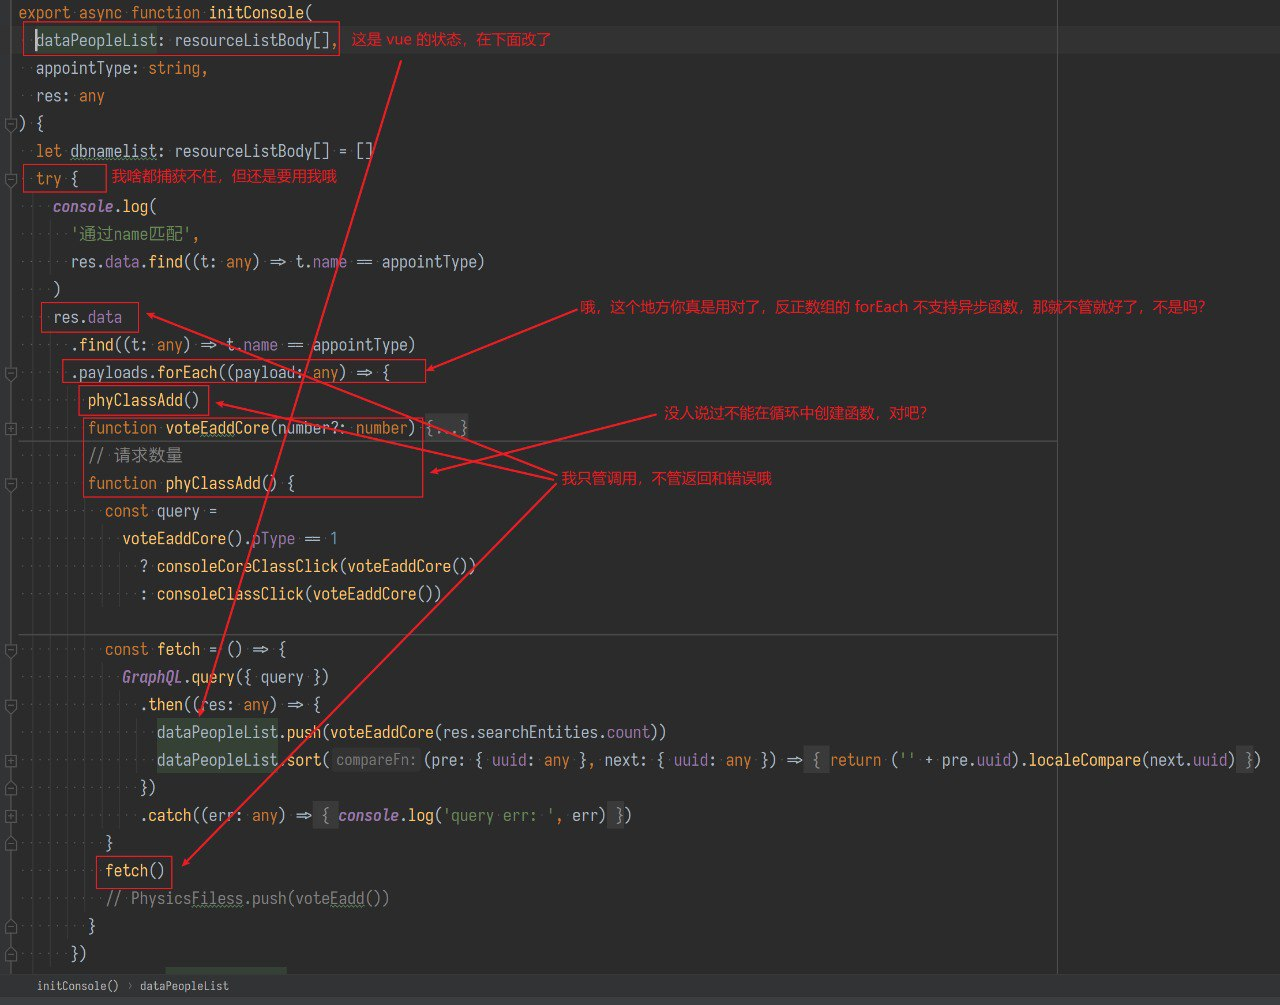 export async function initConsole(
dataPeopleList: resourceListBody[], 这是 vue 的状态，在下面改了
appointType: string,
res: any
) {
let dbnamelist: resourceListBody[] = []
try { 我啥都捕获不住，但还是要用我哦
console.log(
'通过name匹配',
res.data.find((t: any) => t.name == appointType)
)
哦，这个地方你真是用对了，反正数组的 forEach 不支持异步函数，那就不管就好了，不是吗？
res.data
.find((t: any) => t.name == appointType)
.payloads.forEach((payload: any) => {
phyClassAdd()
没人说过不能在循环中创建函数，对吧？
function voteEaddCore(number?: number) {...}
// 请求数量
我只管调用，不管返回和错误哦
function phyClassAdd() {
const query =
voteEaddCore().pType == 1
? consoleCoreClassClick(voteEaddCore())
: consoleClassClick(voteEaddCore())
const fetch = () => {
GraphQL.query({ query })
.then((res: any) => {
dataPeopleList.push(voteEaddCore(res.searchEntities.count))
dataPeopleList.sort( compareFn: (pre: { uuid: any }, next: { uuid: any }) => { return ('' + pre.uuid).localeCompare(next.uuid) })
})
.catch((err: any) => { console.log('query err: ', err) })
}
fetch()
// PhysicsFiless.push(voteEadd())
}
})
initConsole() › dataPeopleList